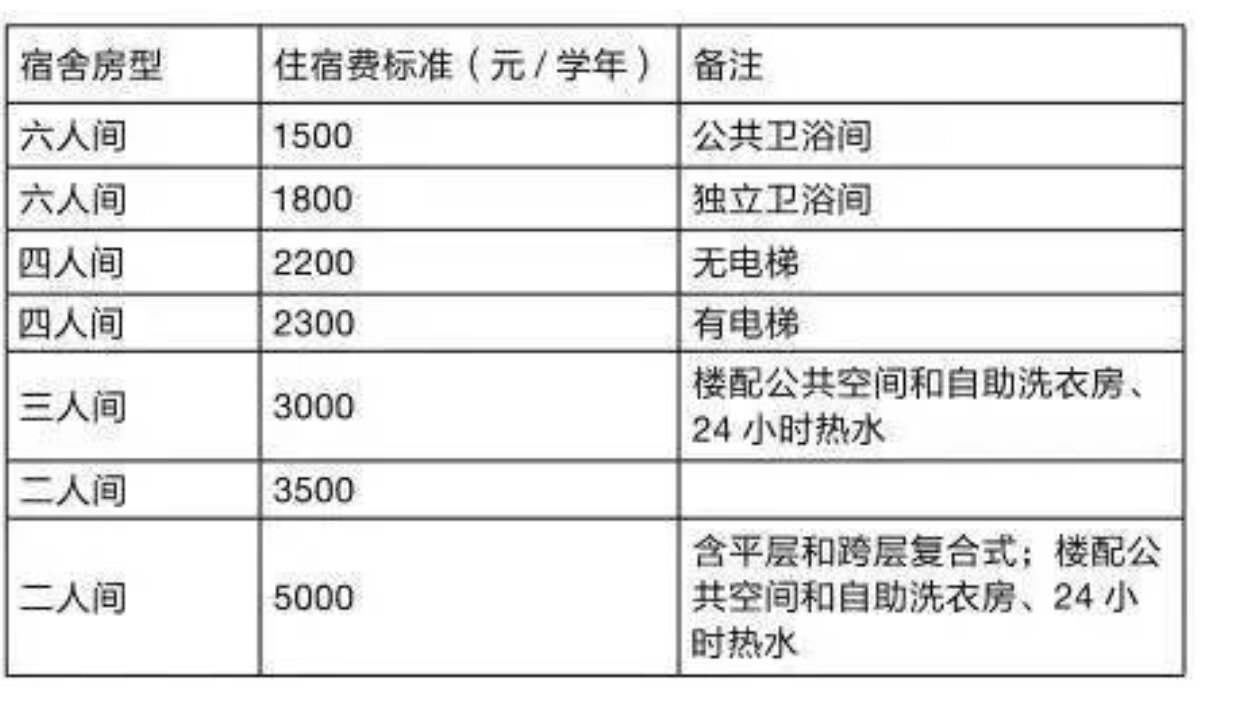 宿舍房型 住宿费标准（元/学年） 备注
六人间 1500 公共卫浴间
六人间 1800 独立卫浴间
四人间 2200 无电梯
四人间 2300 有电梯
三人间 3000 楼配公共空间和自助洗衣房、
24 小时热水
二人间 3500
二人间 5000 含平层和跨层复合式；楼配公
共空间和自助洗衣房、24 小
时热水